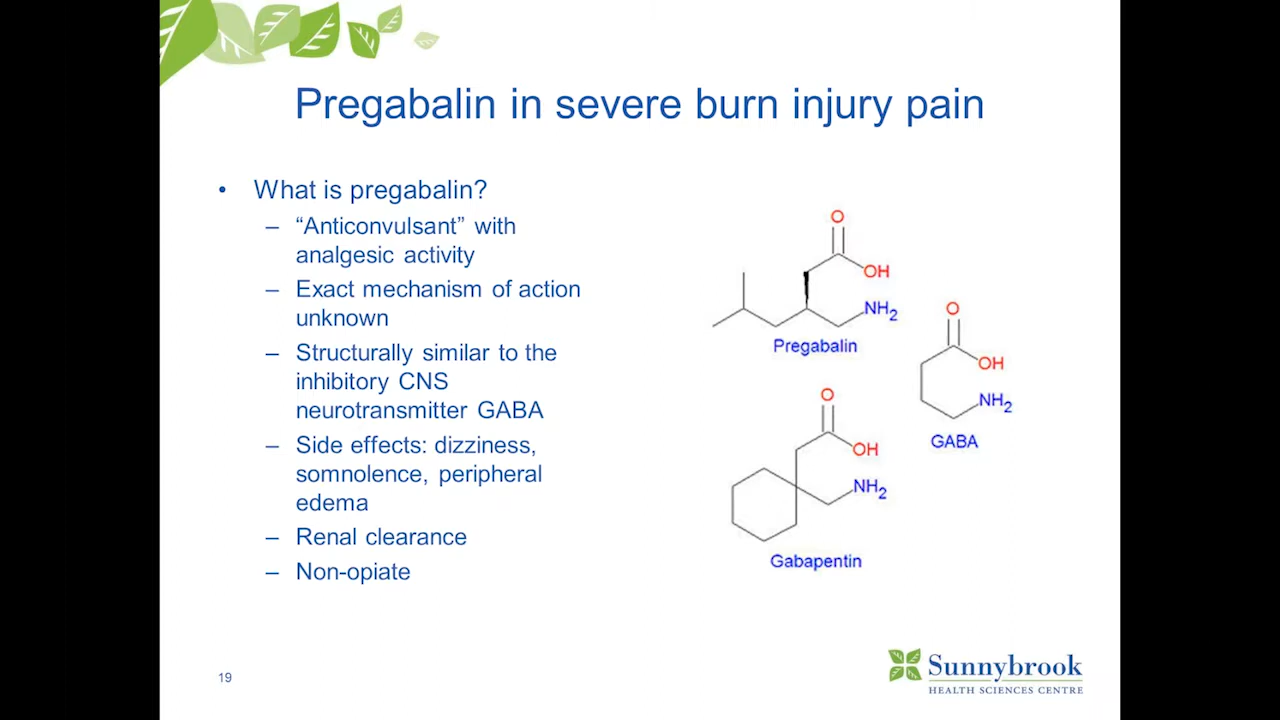 Pregabalin in severe burn injury pain
• What is pregabalin?
– “Anticonvulsant” with
analgesic activity
– Exact mechanism of action
unknown
– Structurally similar to the
inhibitory CNS
neurotransmitter GABA
– Side effects: dizziness,
somnolence, peripheral
edema
– Renal clearance
– Non-opiate
O
OH
NH2
Pregabalin
O
OH
NH2
GABA
O
OH
NH2
Gabapentin
19
Sunnybrook
HEALTH SCIENCES CENTRE